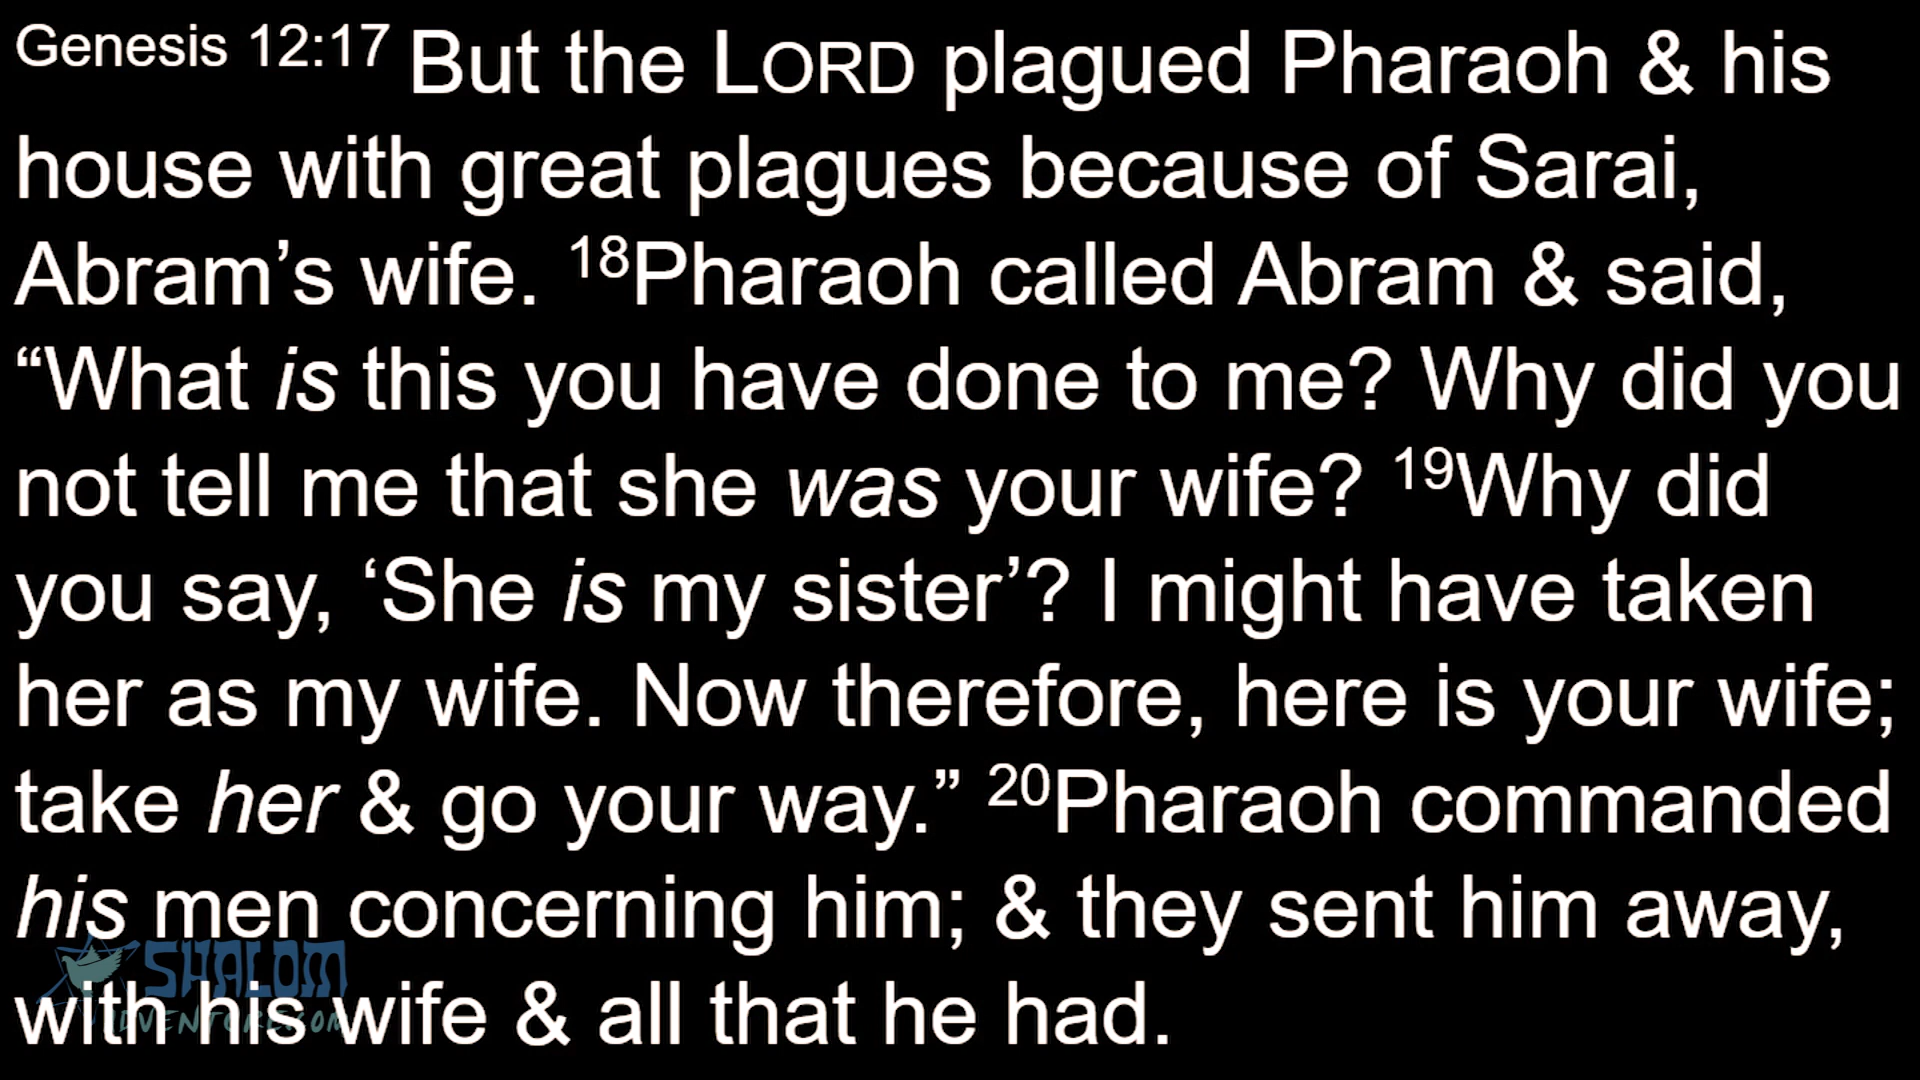 Genesis 12:17 But the LORD plagued Pharaoh & his
house with great plagues because of Sarai,
Abram’s wife. 18Pharaoh called Abram & said,
“What is this you have done to me? Why did you
not tell me that she was your wife? 19Why did
you say, ‘She is my sister’? I might have taken
her as my wife. Now therefore, here is your wife;
take her & go your way.” 20Pharaoh commanded
his men concerning him; & they sent him away,
with his wife & all that he had.
SHALOM
ADVENTURE.COM